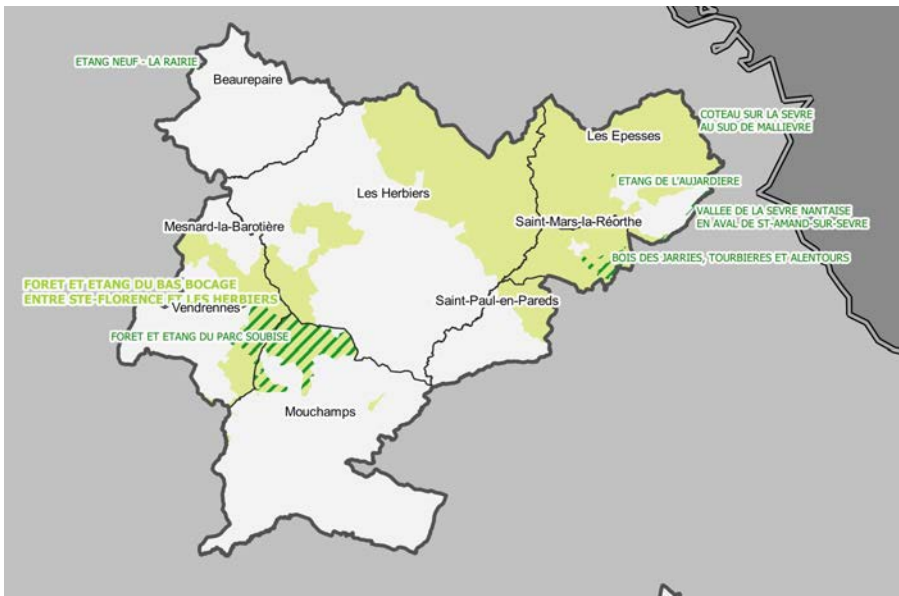 ETANG NEUF - LA RAIRIE
Beaurepaire
COTEAU SUR LA SEVRE
AU SUD DE MALLIEVRE
Les Epesses
ETANG DE L'AUJARDIERE
Les Herbiers
VALLEE DE LA SEVRE NANTAISE
EN AVAL DE ST-AMAND-SUR-SEVRE
Saint-Mars-la-Réorthe
Mesnard-la-Barotière
BOIS DES JARRIES, TOURBIERES ET ALENTOURS
FORET ET ETANG DU BAS BOCAGE
ENTRE STE-FLORENCE ET LES HERBIERS
Saint-Paul-en-Pareds
Vendrennes
FORET ET ETANG DU PARC SOUBISE
Mouchamps